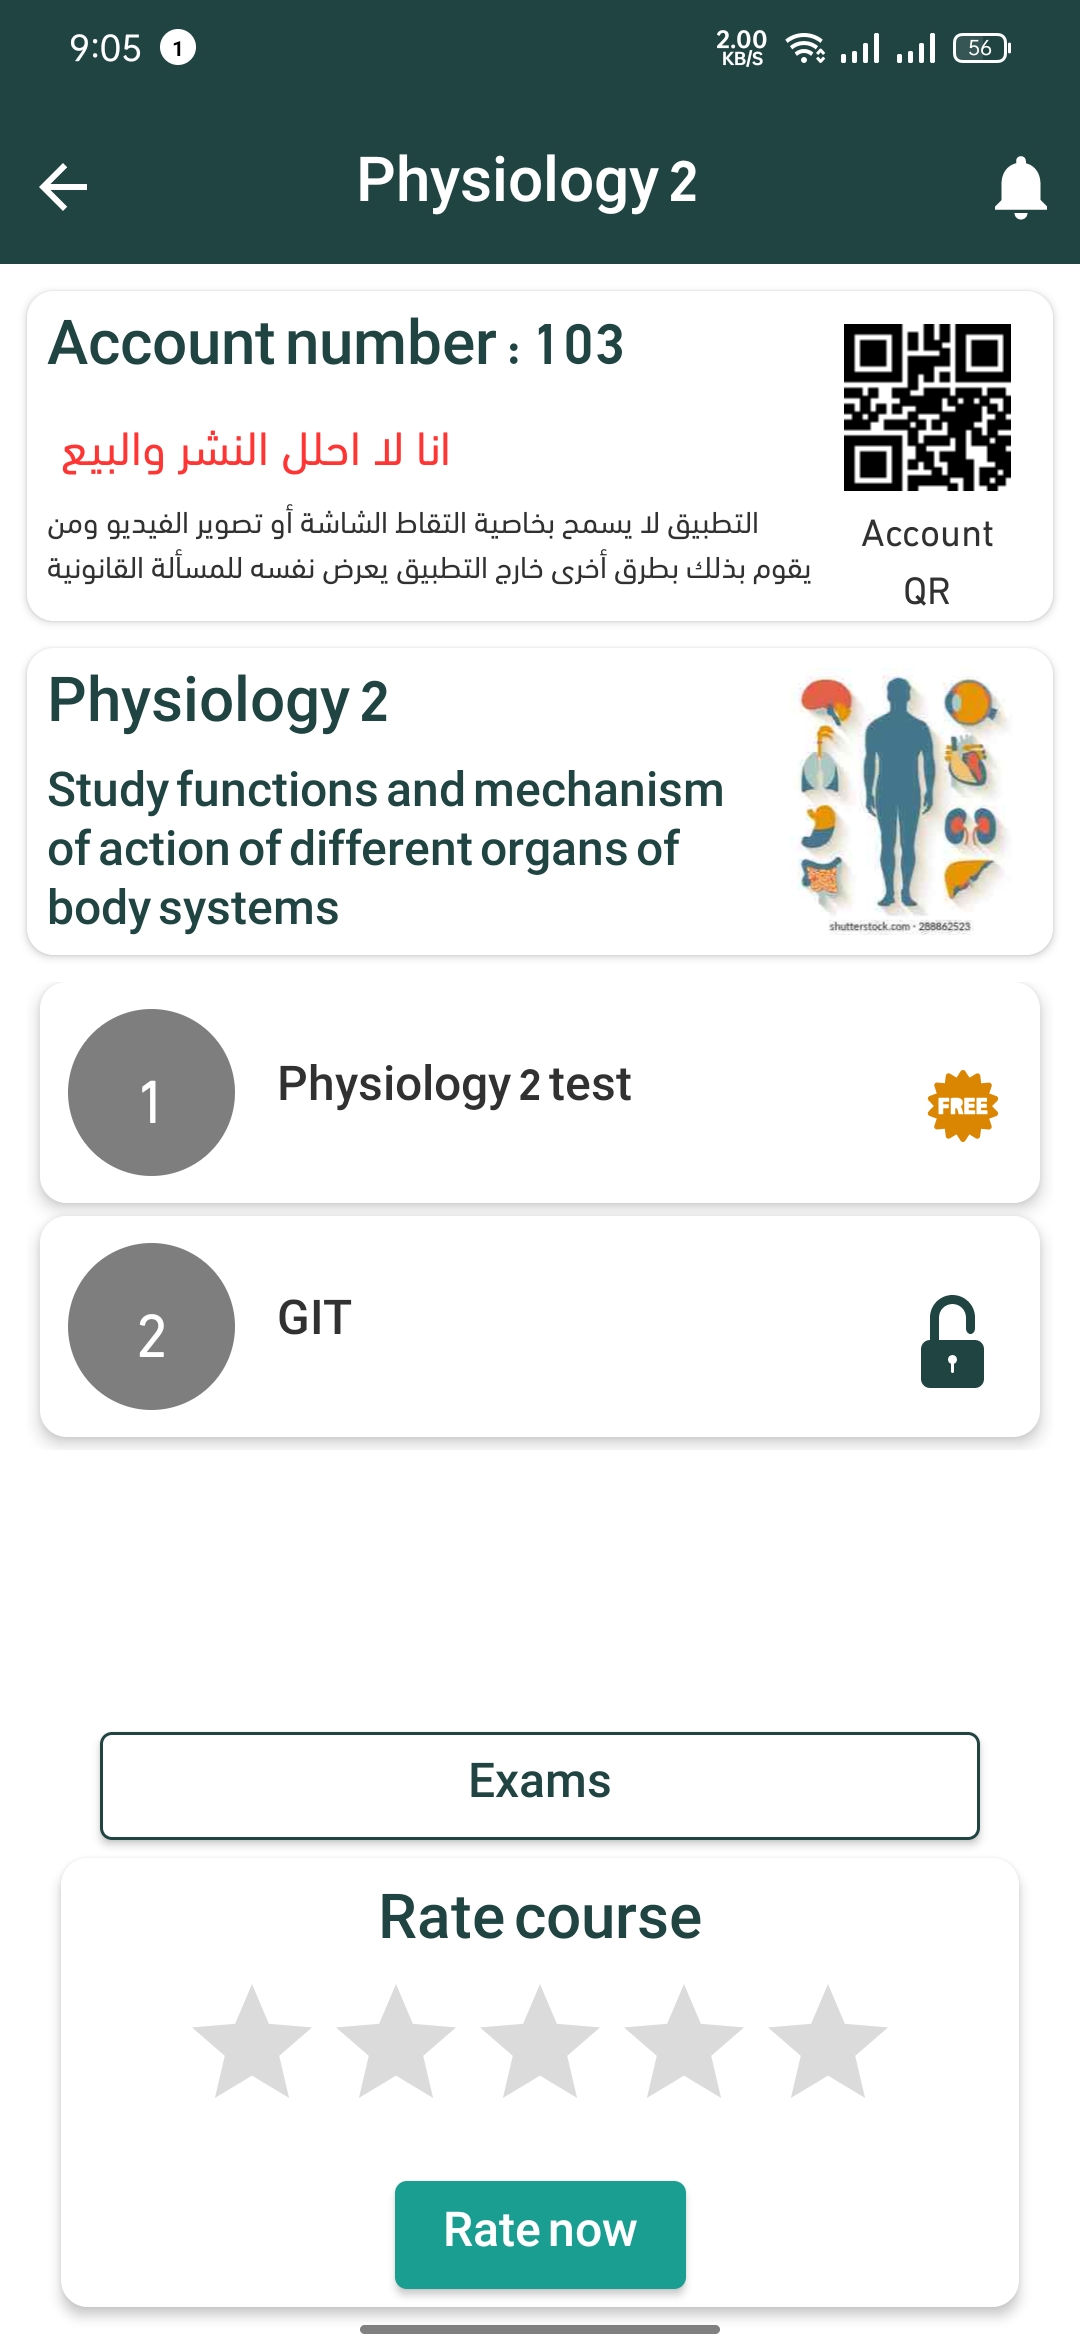 9:05 1 2.00 KB/S 56
Physiology 2
Account number : 103
انا لا احلل النشر والبيع
التطبيق لا يسمح بخاصية التقاط الشاشة أو تصوير الفيديو ومن
يقوم بذلك بطرق أخرى خارج التطبيق يعرض نفسه للمسألة القانونية
Account
QR
Physiology 2
Study functions and mechanism
of action of different organs of
body systems
shutterstock.com · 288862523
1 Physiology 2 test FREE
2 GIT
Exams
Rate course
Rate now